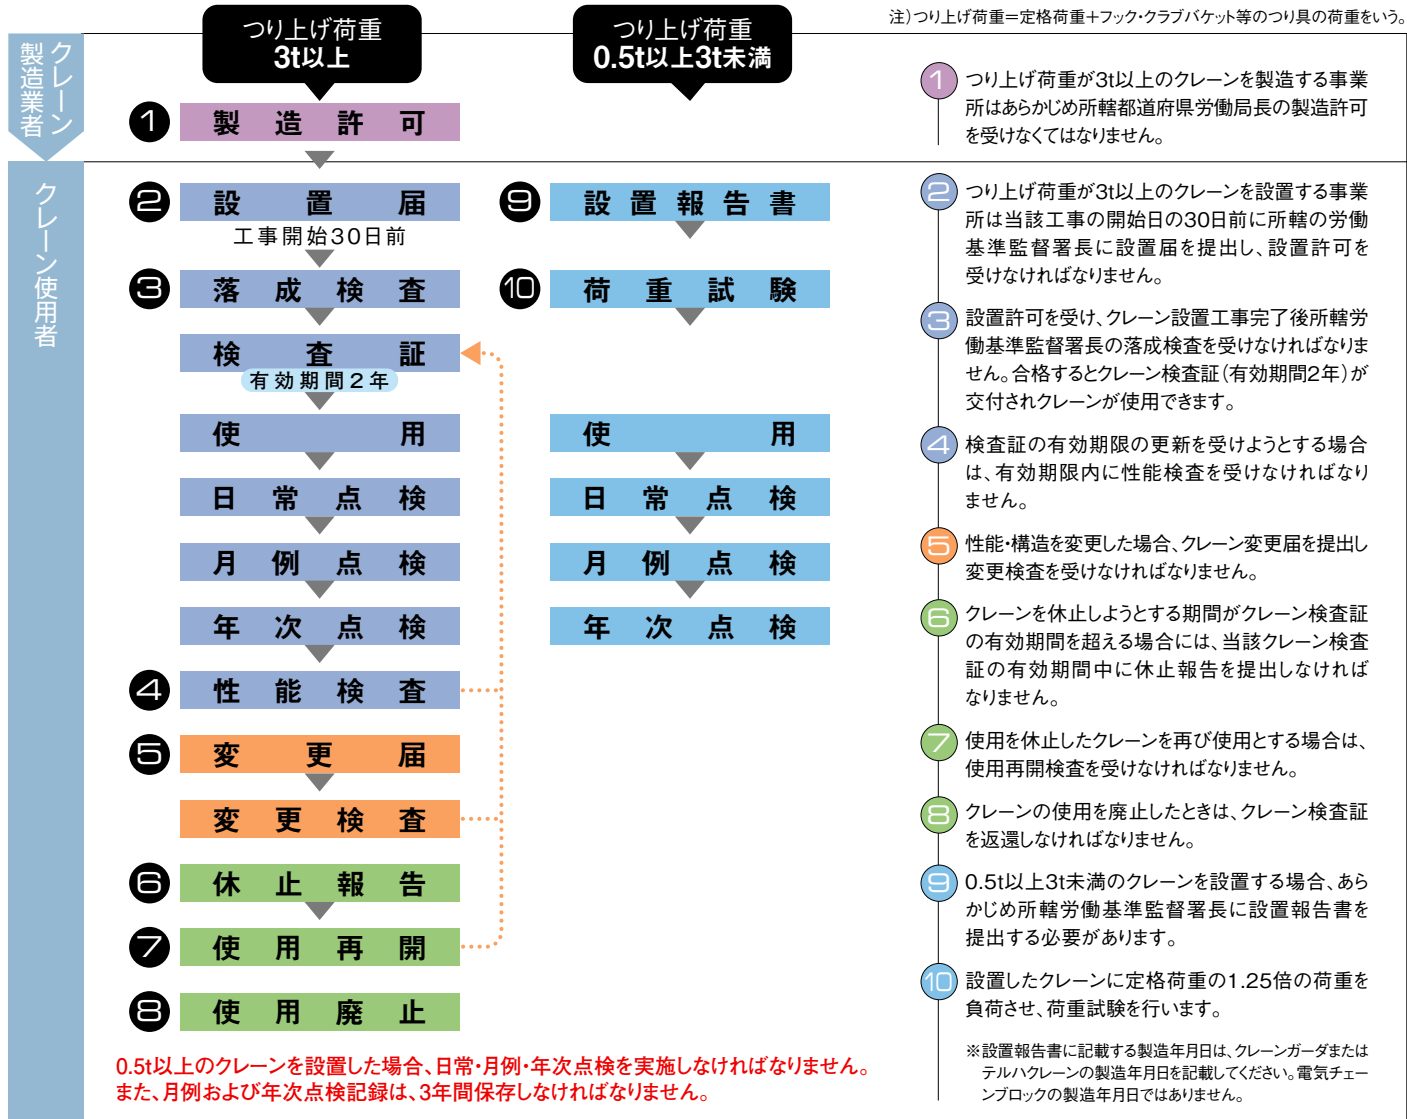 注)つり上げ荷重=定格荷重+フック・クラブバケット等のつり具の荷重をいう。
クレーン
製造業者
つり上げ荷重
3t以上
つり上げ荷重
0.5t以上3t未満
1 製造許可
クレーン使用者
2 設置届
工事開始30日前
3 落成検査
検査証
有効期間2年
使用
日常点検
月例点検
年次点検
4 性能検査
5 変更届
変更検査
6 休止報告
7 使用再開
8 使用廃止
9 設置報告書
10 荷重試験
使用
日常点検
月例点検
年次点検
0.5t以上のクレーンを設置した場合、日常・月例・年次点検を実施しなければなりません。
また、月例および年次点検記録は、3年間保存しなければなりません。
1 つり上げ荷重が3t以上のクレーンを製造する事業
所はあらかじめ所轄都道府県労働局長の製造許可
を受けなくてはなりません。
2 つり上げ荷重が3t以上のクレーンを設置する事業
所は当該工事の開始日の30日前に所轄の労働
基準監督署長に設置届を提出し、設置許可を
受けなければなりません。
3 設置許可を受け、クレーン設置工事完了後所轄労
働基準監督署長の落成検査を受けなければなりま
せん。合格するとクレーン検査証(有効期間2年)が
交付されクレーンが使用できます。
4 検査証の有効期限の更新を受けようとする場合
は、有効期限内に性能検査を受けなければなり
ません。
5 性能・構造を変更した場合、クレーン変更届を提出し
変更検査を受けなければなりません。
6 クレーンを休止しようとする期間がクレーン検査証
の有効期間を超える場合には、当該クレーン検査
証の有効期間中に休止報告を提出しなければ
なりません。
7 使用を休止したクレーンを再び使用とする場合は、
使用再開検査を受けなければなりません。
8 クレーンの使用を廃止したときは、クレーン検査証
を返還しなければなりません。
9 0.5t以上3t未満のクレーンを設置する場合、あら
かじめ所轄労働基準監督署長に設置報告書を
提出する必要があります。
10 設置したクレーンに定格荷重の1.25倍の荷重を
負荷させ、荷重試験を行います。
※設置報告書に記載する製造年月日は、クレーンガーダまたは
テルハクレーンの製造年月日を記載してください。電気チェー
ンブロックの製造年月日ではありません。